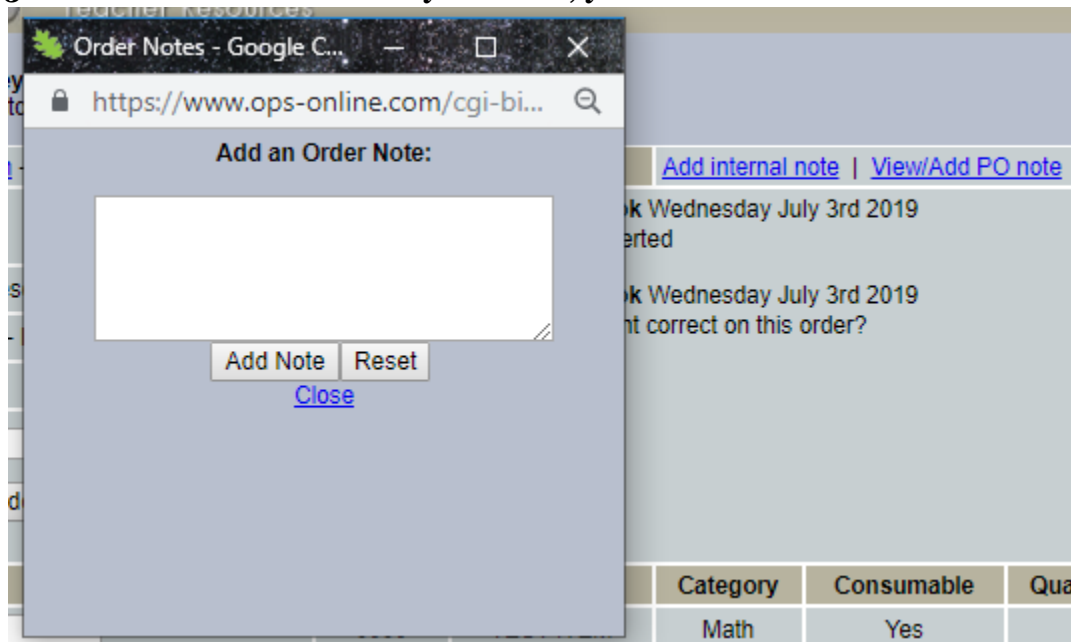 Teacher Resources
Order Notes - Google C...
https://www.ops-online.com/cgi-bi...
Add an Order Note:
Add Note Reset
Close
Add internal note | View/Add PO note
Wednesday July 3rd 2019
Wednesday July 3rd 2019
correct on this order?
Category Consumable
Math Yes